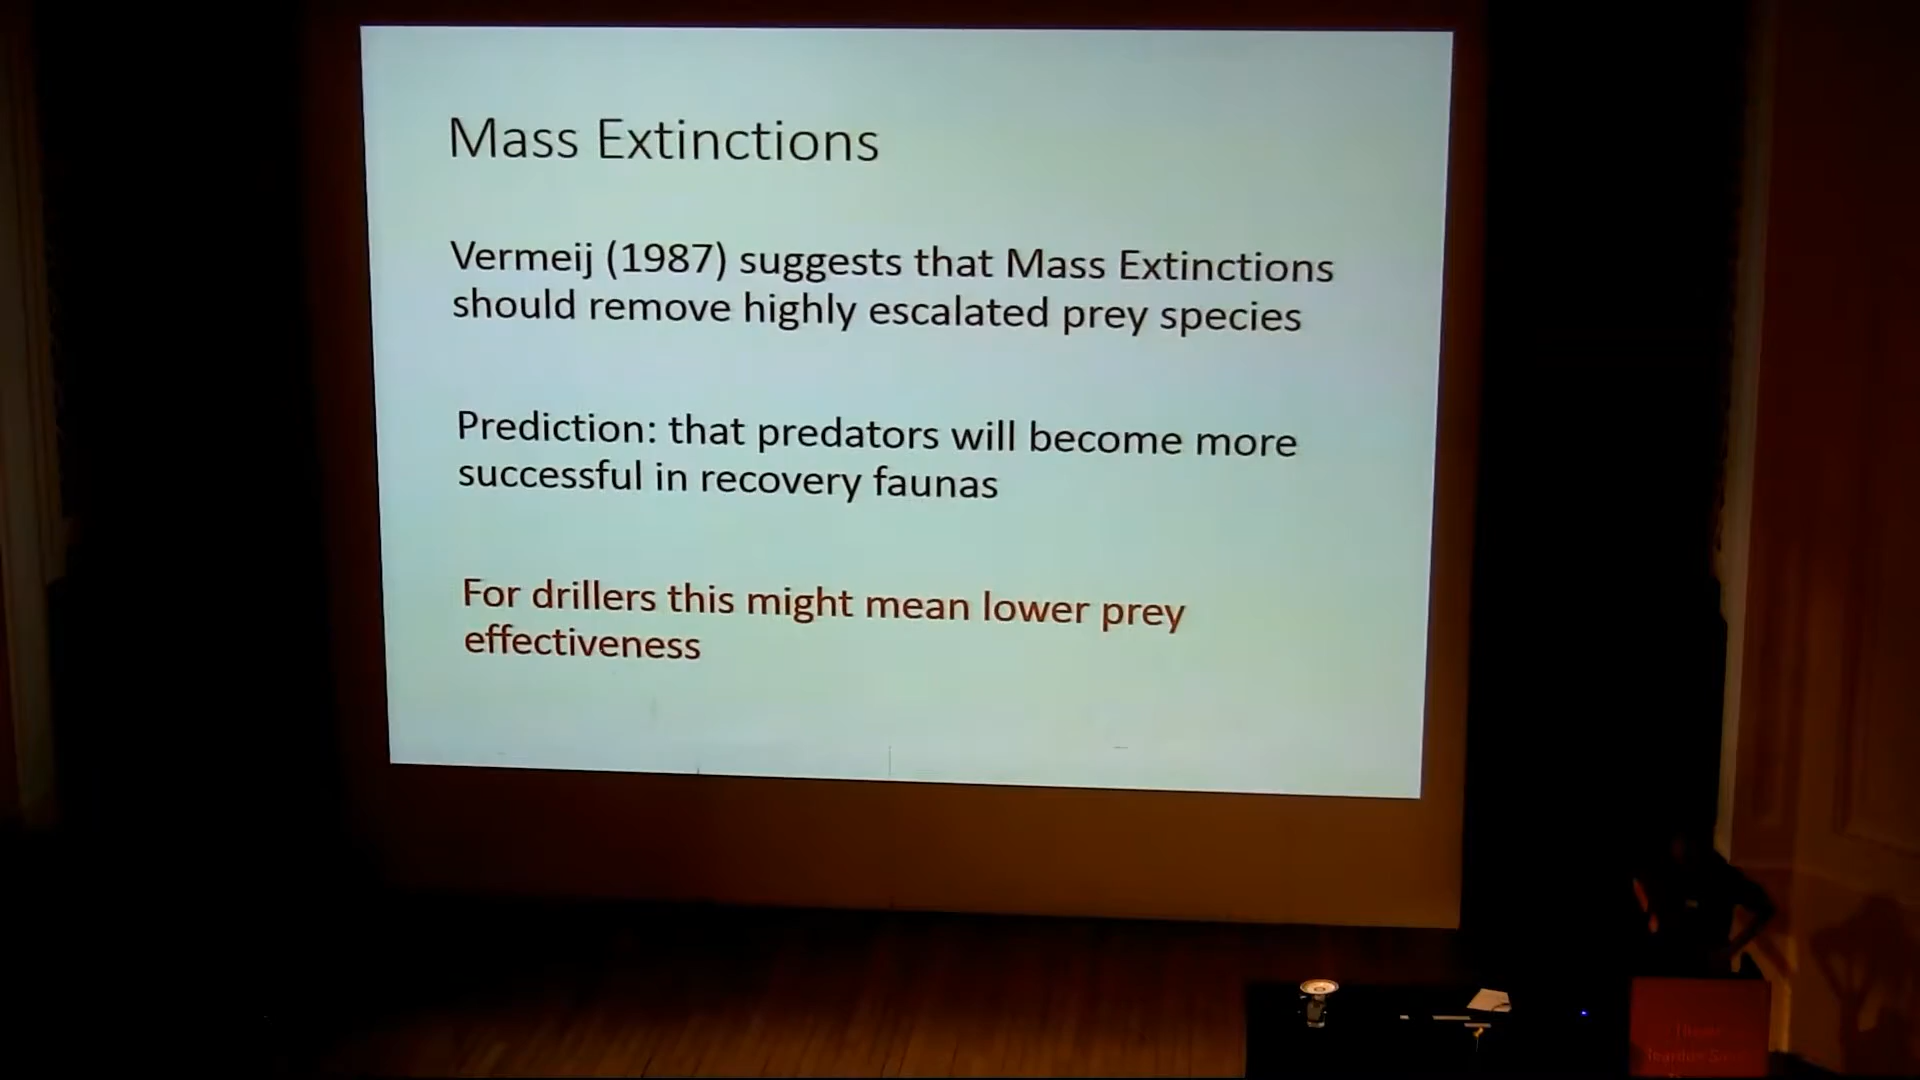 Mass Extinctions
Vermeij (1987) suggests that Mass Extinctions
should remove highly escalated prey species
Prediction: that predators will become more
successful in recovery faunas
For drillers this might mean lower prey
effectiveness